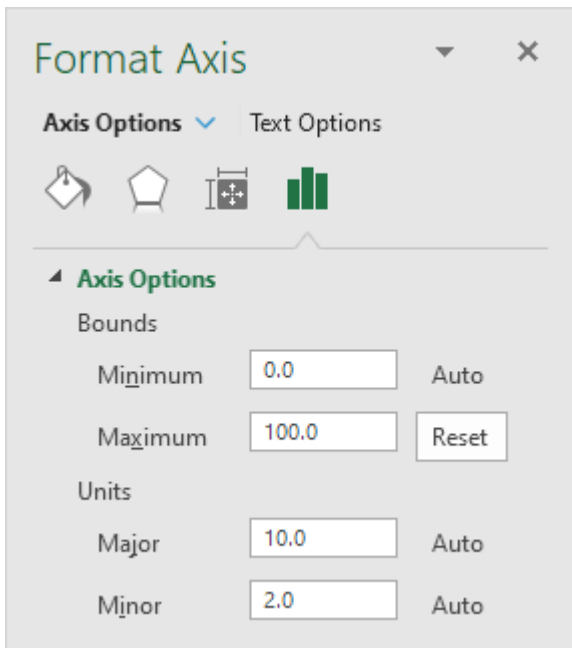 Format Axis
Axis Options Text Options
Axis Options
Bounds
Minimum 0.0 Auto
Maximum 100.0 Reset
Units
Major 10.0 Auto
Minor 2.0 Auto